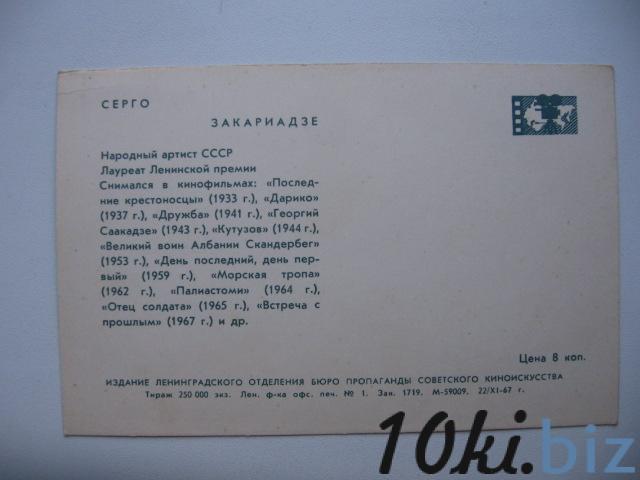 СЕРГО
ЗАКАРИАДЗЕ
Народный артист СССР
Лауреат Ленинской премии
Снимался в кинофильмах: «Послед-
ние крестоносцы» (1933 г.), «Дарико»
(1937 г.), «Дружба» (1941 г.), «Георгий
Саакадзе» (1943 г.), «Кутузов» (1944 г.),
«Великий воин Албании Скандербег»
(1953 г.), «День последний, день пер-
вый» (1959 г.), «Морская тропа»
(1962 г.), «Палиастоми» (1964 г.),
«Отец солдата» (1965 г.), «Встреча с
прошлым» (1967 г.) и др.
Цена 8 коп.
ИЗДАНИЕ ЛЕНИНГРАДСКОГО ОТДЕЛЕНИЯ БЮРО ПРОПАГАНДЫ СОВЕТСКОГО КИНОИСКУССТВА
Тираж 250 000 экз. Лен. ф-ка офс. печ. № 1. Зак. 1719. М-59009. 22/XI-67 г.
10ki.biz